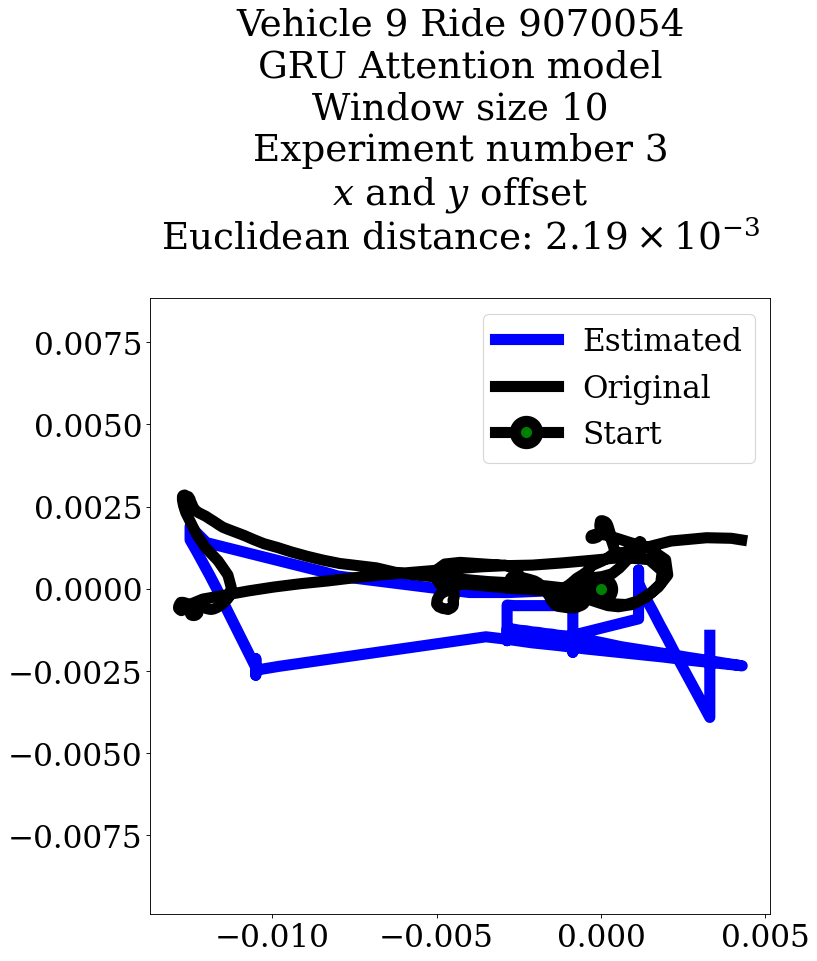 Vehicle 9 Ride 9070054
GRU Attention model
Window size 10
Experiment number 3
x and y offset
Euclidean distance: 2.19 × 10⁻³
Estimated
Original
Start
0.0075
0.0050
0.0025
0.0000
−0.0025
−0.0050
−0.0075
−0.010 −0.005 0.000 0.005